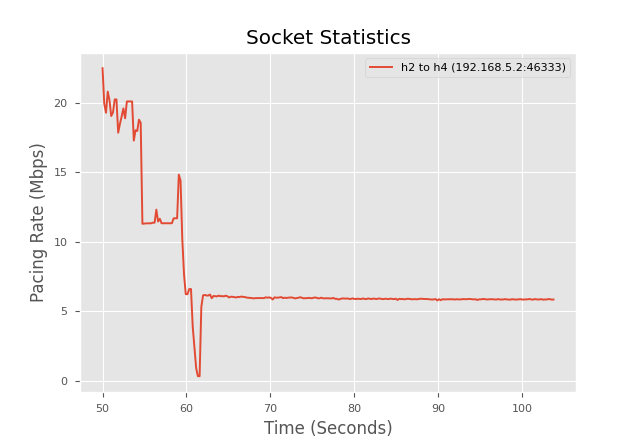 Socket Statistics
h2 to h4 (192.168.5.2:46333)
Pacing Rate (Mbps)
20
15
10
5
0
50
60
70
80
90
100
Time (Seconds)